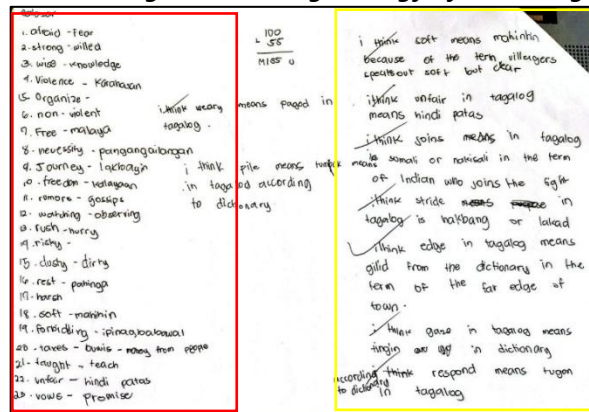 1. afraid - Fear
2. strong - willed
3. wise - knowledge
4. Violence - Karahasan
5. Organize -
6. non - violent
7. Free - malaya
8. necessity - pangangailangan
9. Journey - lakbayin
10. freedom - kalayaan
11. rumors - gossips
12. watching - observing
13. rush - hurry
14. risky -
15. dusty - dirty
16. rest - pahinga
17. harsh
18. soft - mahinhin
19. Forbidding - ipinagbabawal
20. taxes - buwis - money from people
21. taught - teach
22. unfair - hindi patas
23. vows - Promise
100
55
i think weary means pagod in
tagalog.
i think pile means tumpok
in tagalog according
to dictionary
i think soft means mahinhin
because of the term villagers
speak out soft but clear
i think unfair in tagalog
means hindi patas
i think joins means in tagalog
is sumali or nakisali in the term
of Indian who joins the fight
i think stride in
tagalog is hakbang or lakad
i think edge in tagalog means
gilid from the dictionary in the
term of the far edge of
town.
i think gaze in tagalog means
tingin in dictionary
i think respond means tugon
in tagalog
according
to dictionary